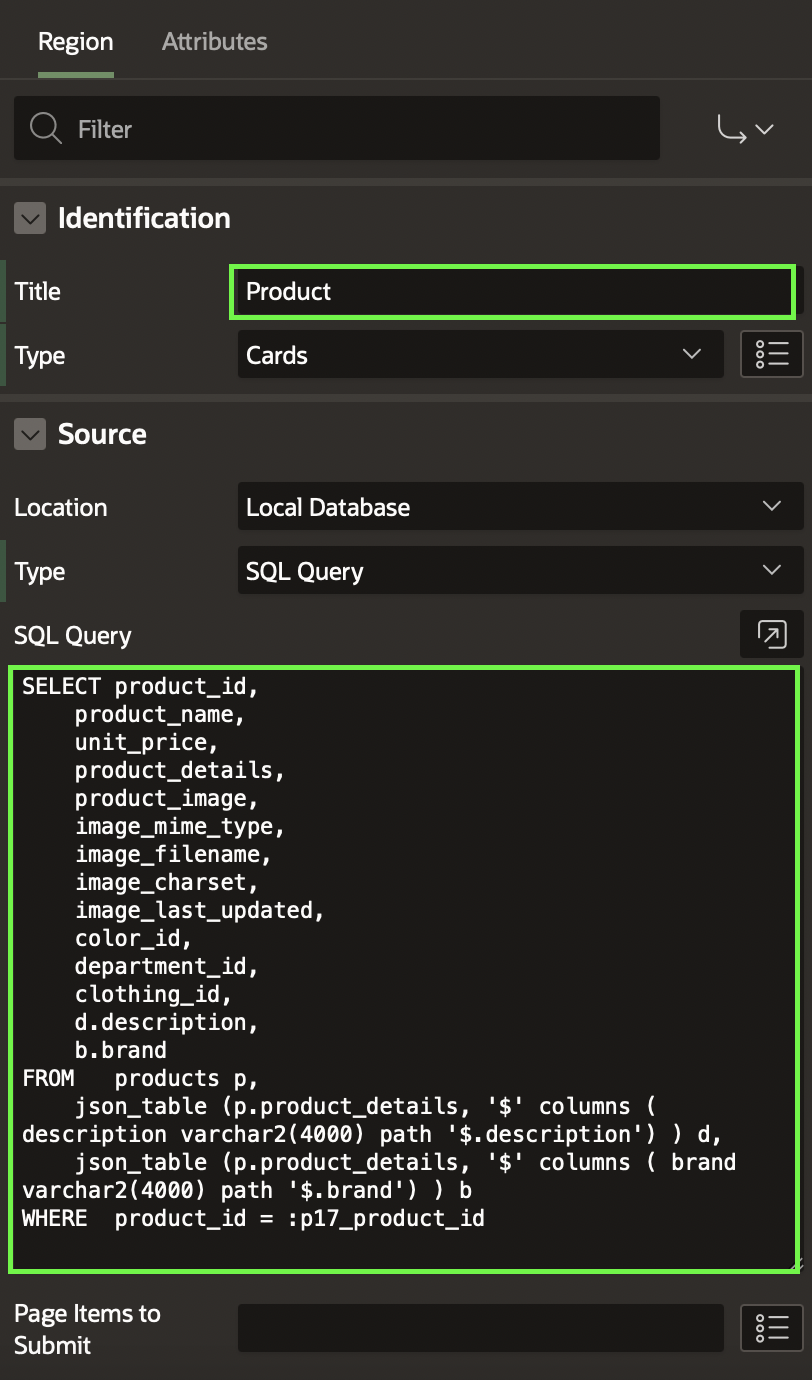 Region Attributes
Filter
Identification
Title Product
Type Cards
Source
Location Local Database
Type SQL Query
SQL Query
SELECT product_id,
    product_name,
    unit_price,
    product_details,
    product_image,
    image_mime_type,
    image_filename,
    image_charset,
    image_last_updated,
    color_id,
    department_id,
    clothing_id,
    d.description,
    b.brand
FROM   products p,
    json_table (p.product_details, '$' columns (
description varchar2(4000) path '$.description') ) d,
    json_table (p.product_details, '$' columns ( brand
varchar2(4000) path '$.brand') ) b
WHERE  product_id = :p17_product_id
Page Items to
Submit